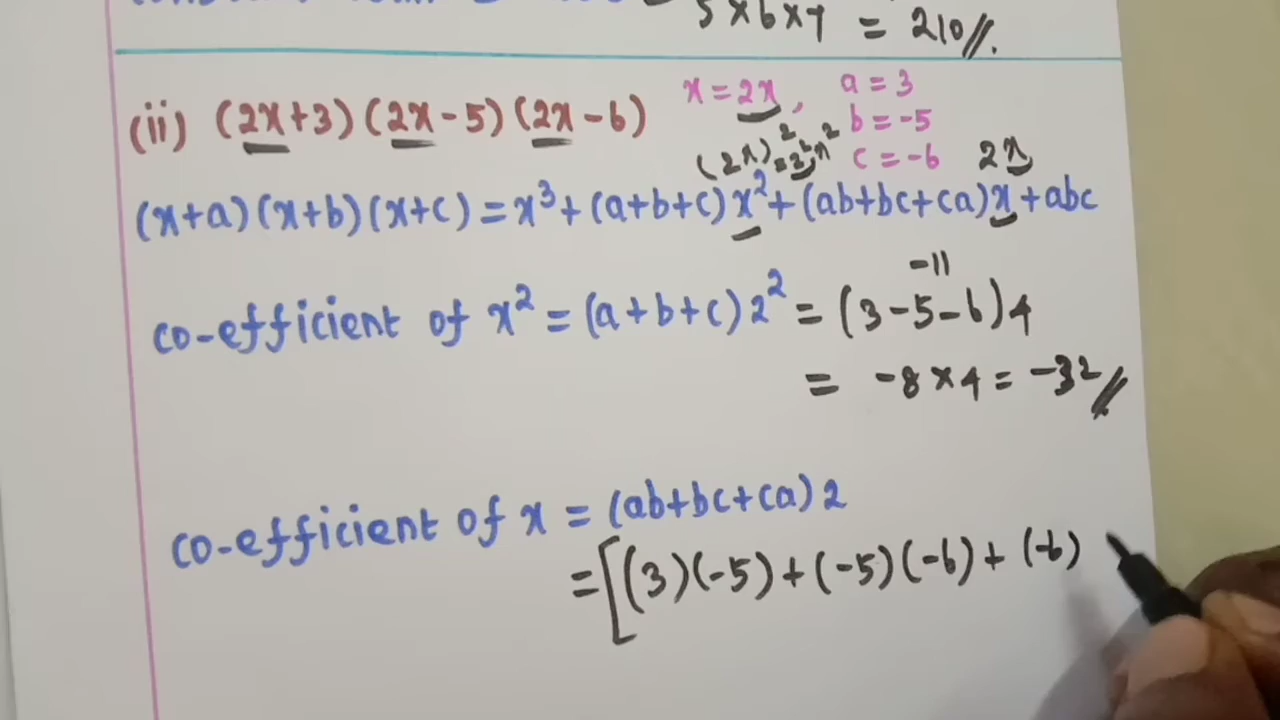 5×6×7 = 210//.
(ii) (2x+3)(2x-5)(2x-6) x = 2x, a = 3
b = -5
(2x)² = 2²x² c = -6 2x
(x+a)(x+b)(x+c) = x³+(a+b+c)x²+(ab+bc+ca)x+abc
-11
co-efficient of x² = (a+b+c)2² = (3-5-6)4
= -8×4 = -32//
co-efficient of x = (ab+bc+ca)2
= [(3)(-5)+(-5)(-6)+(-6)